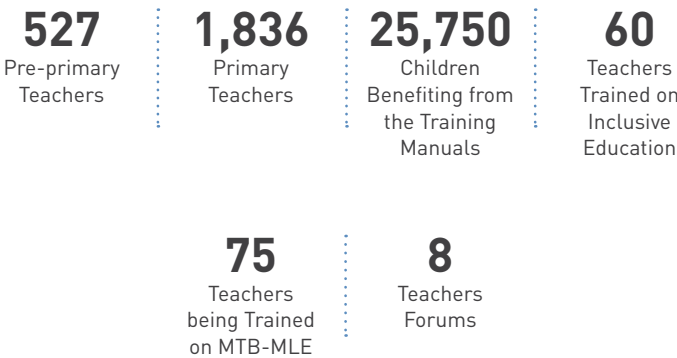 527
Pre-primary
Teachers
1,836
Primary
Teachers
25,750
Children
Benefiting from
the Training
Manuals
60
Teachers
Trained on
Inclusive
Education
75
Teachers
being Trained
on MTB-MLE
8
Teachers
Forums